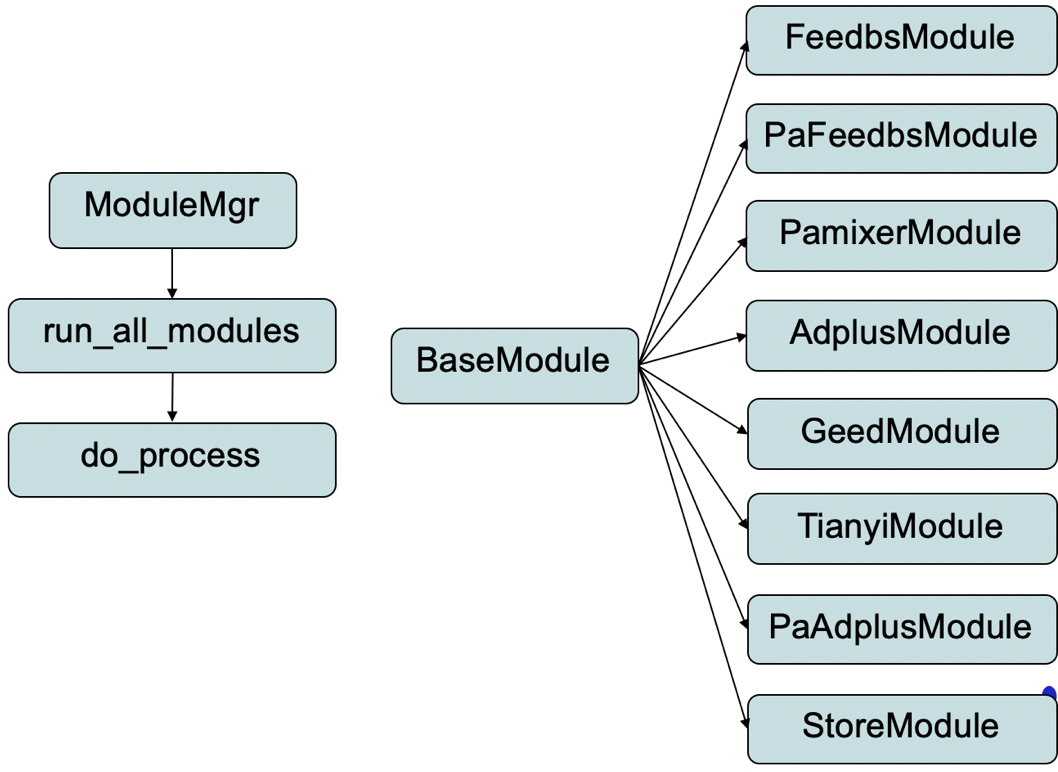 ModuleMgr
run_all_modules
do_process
BaseModule
FeedbsModule
PaFeedbsModule
PamixerModule
AdplusModule
GeedModule
TianyiModule
PaAdplusModule
StoreModule